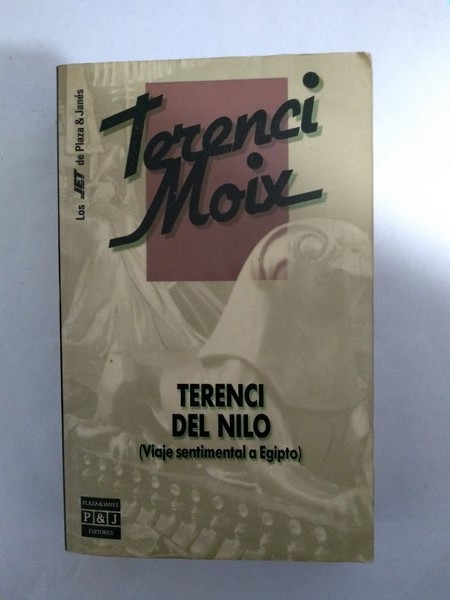 Los JET de Plaza & Janés
Terenci
Moix
TERENCI
DEL NILO
(Viaje sentimental a Egipto)
PLAZA & JANES
P&J
EDITORES